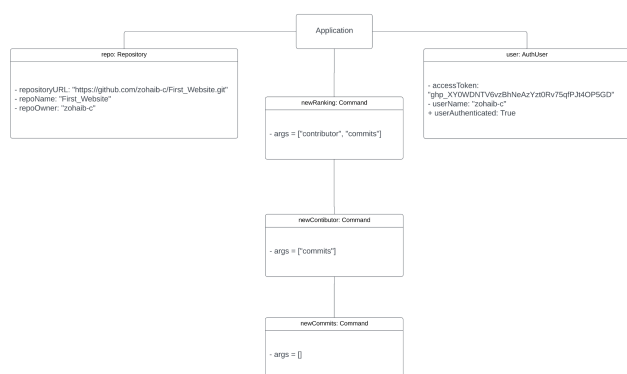 Application
repo: Repository
- repositoryURL: "https://github.com/zohaib-c/First_Website.git"
- repoName: "First_Website"
- repoOwner: "zohaib-c"
user: AuthUser
- accessToken:
"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"
- userName: "zohaib-c"
+ userAuthenticated: True
newRanking: Command
- args = ["contributor", "commits"]
newContibutor: Command
- args = ["commits"]
newCommits: Command
- args = []